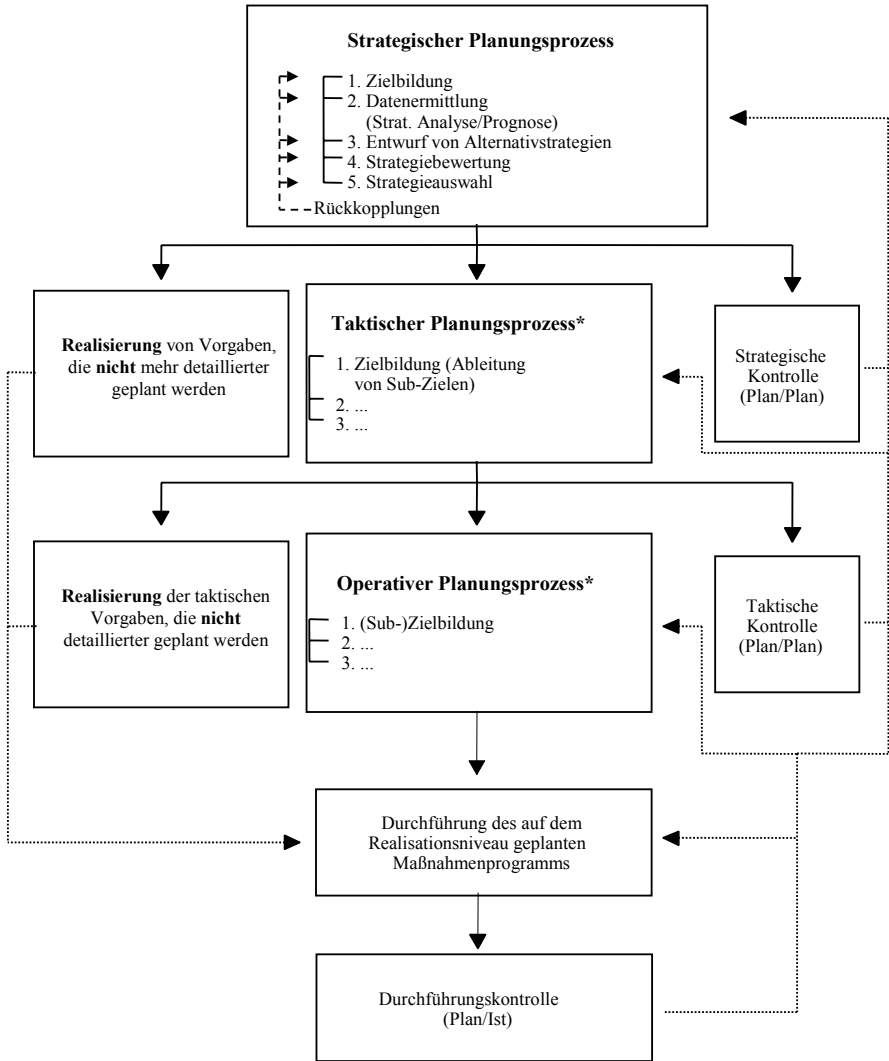 Strategischer Planungsprozess
1. Zielbildung
2. Datenermittlung
(Strat. Analyse/Prognose)
3. Entwurf von Alternativstrategien
4. Strategiebewertung
5. Strategieauswahl
Rückkopplungen
Realisierung von Vorgaben,
die nicht mehr detaillierter
geplant werden
Taktischer Planungsprozess*
1. Zielbildung (Ableitung
von Sub-Zielen)
2. ...
3. ...
Strategische
Kontrolle
(Plan/Plan)
Realisierung der taktischen
Vorgaben, die nicht
detaillierter geplant werden
Operativer Planungsprozess*
1. (Sub-)Zielbildung
2. ...
3. ...
Taktische
Kontrolle
(Plan/Plan)
Durchführung des auf dem
Realisationsniveau geplanten
Maßnahmenprogramms
Durchführungskontrolle
(Plan/Ist)